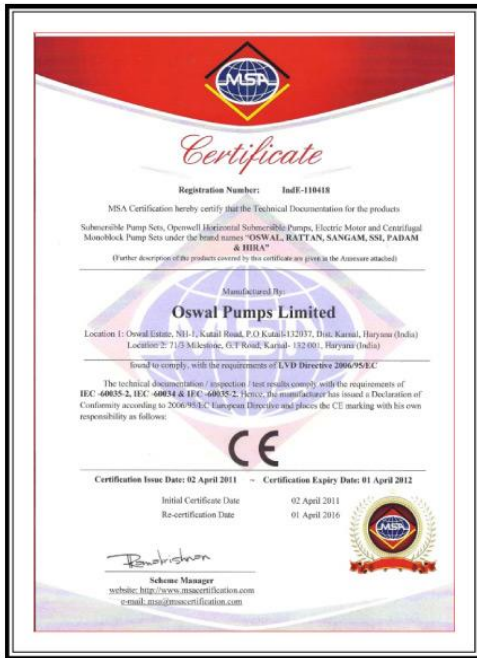 MSA
Certificate
Registration Number: IndE-110418
MSA Certification hereby certify that the Technical Documentation for the products
Submersible Pump Sets, Openwell Horizontal Submersible Pumps, Electric Motor and Centrifugal
Monoblock Pump Sets under the brand names "OSWAL, RATTAN, SANGAM, SSI, PADAM
& HIRA"
(Further description of the products covered by this certificate are given in the Annexure attached)
Manufactured By:
Oswal Pumps Limited
Location 1: Oswal Estate, NH-1, Kutail Road, P.O Kutail-132037, Dist. Karnal, Haryana (India)
Location 2: 71/3 Milestone, G.T Road, Karnal- 132 001, Haryana (India)
found to comply, with the requirements of LVD Directive 2006/95/EC
The technical documentation / inspection / test results comply with the requirements of
IEC -60035-2, IEC -60034 & IEC -60035-2. Hence, the manufacturer has issued a Declaration of
Conformity according to 2006/95/EC European Directive and places the CE marking with his own
responsibility as follows:
CE
Certification Issue Date: 02 April 2011 ~ Certification Expiry Date: 01 April 2012
Initial Certificate Date 02 April 2011
Re-certification Date 01 April 2016
MSA
Ramakrishnan
Scheme Manager
website: http://www.msacertification.com
e-mail: msa@msacertification.com